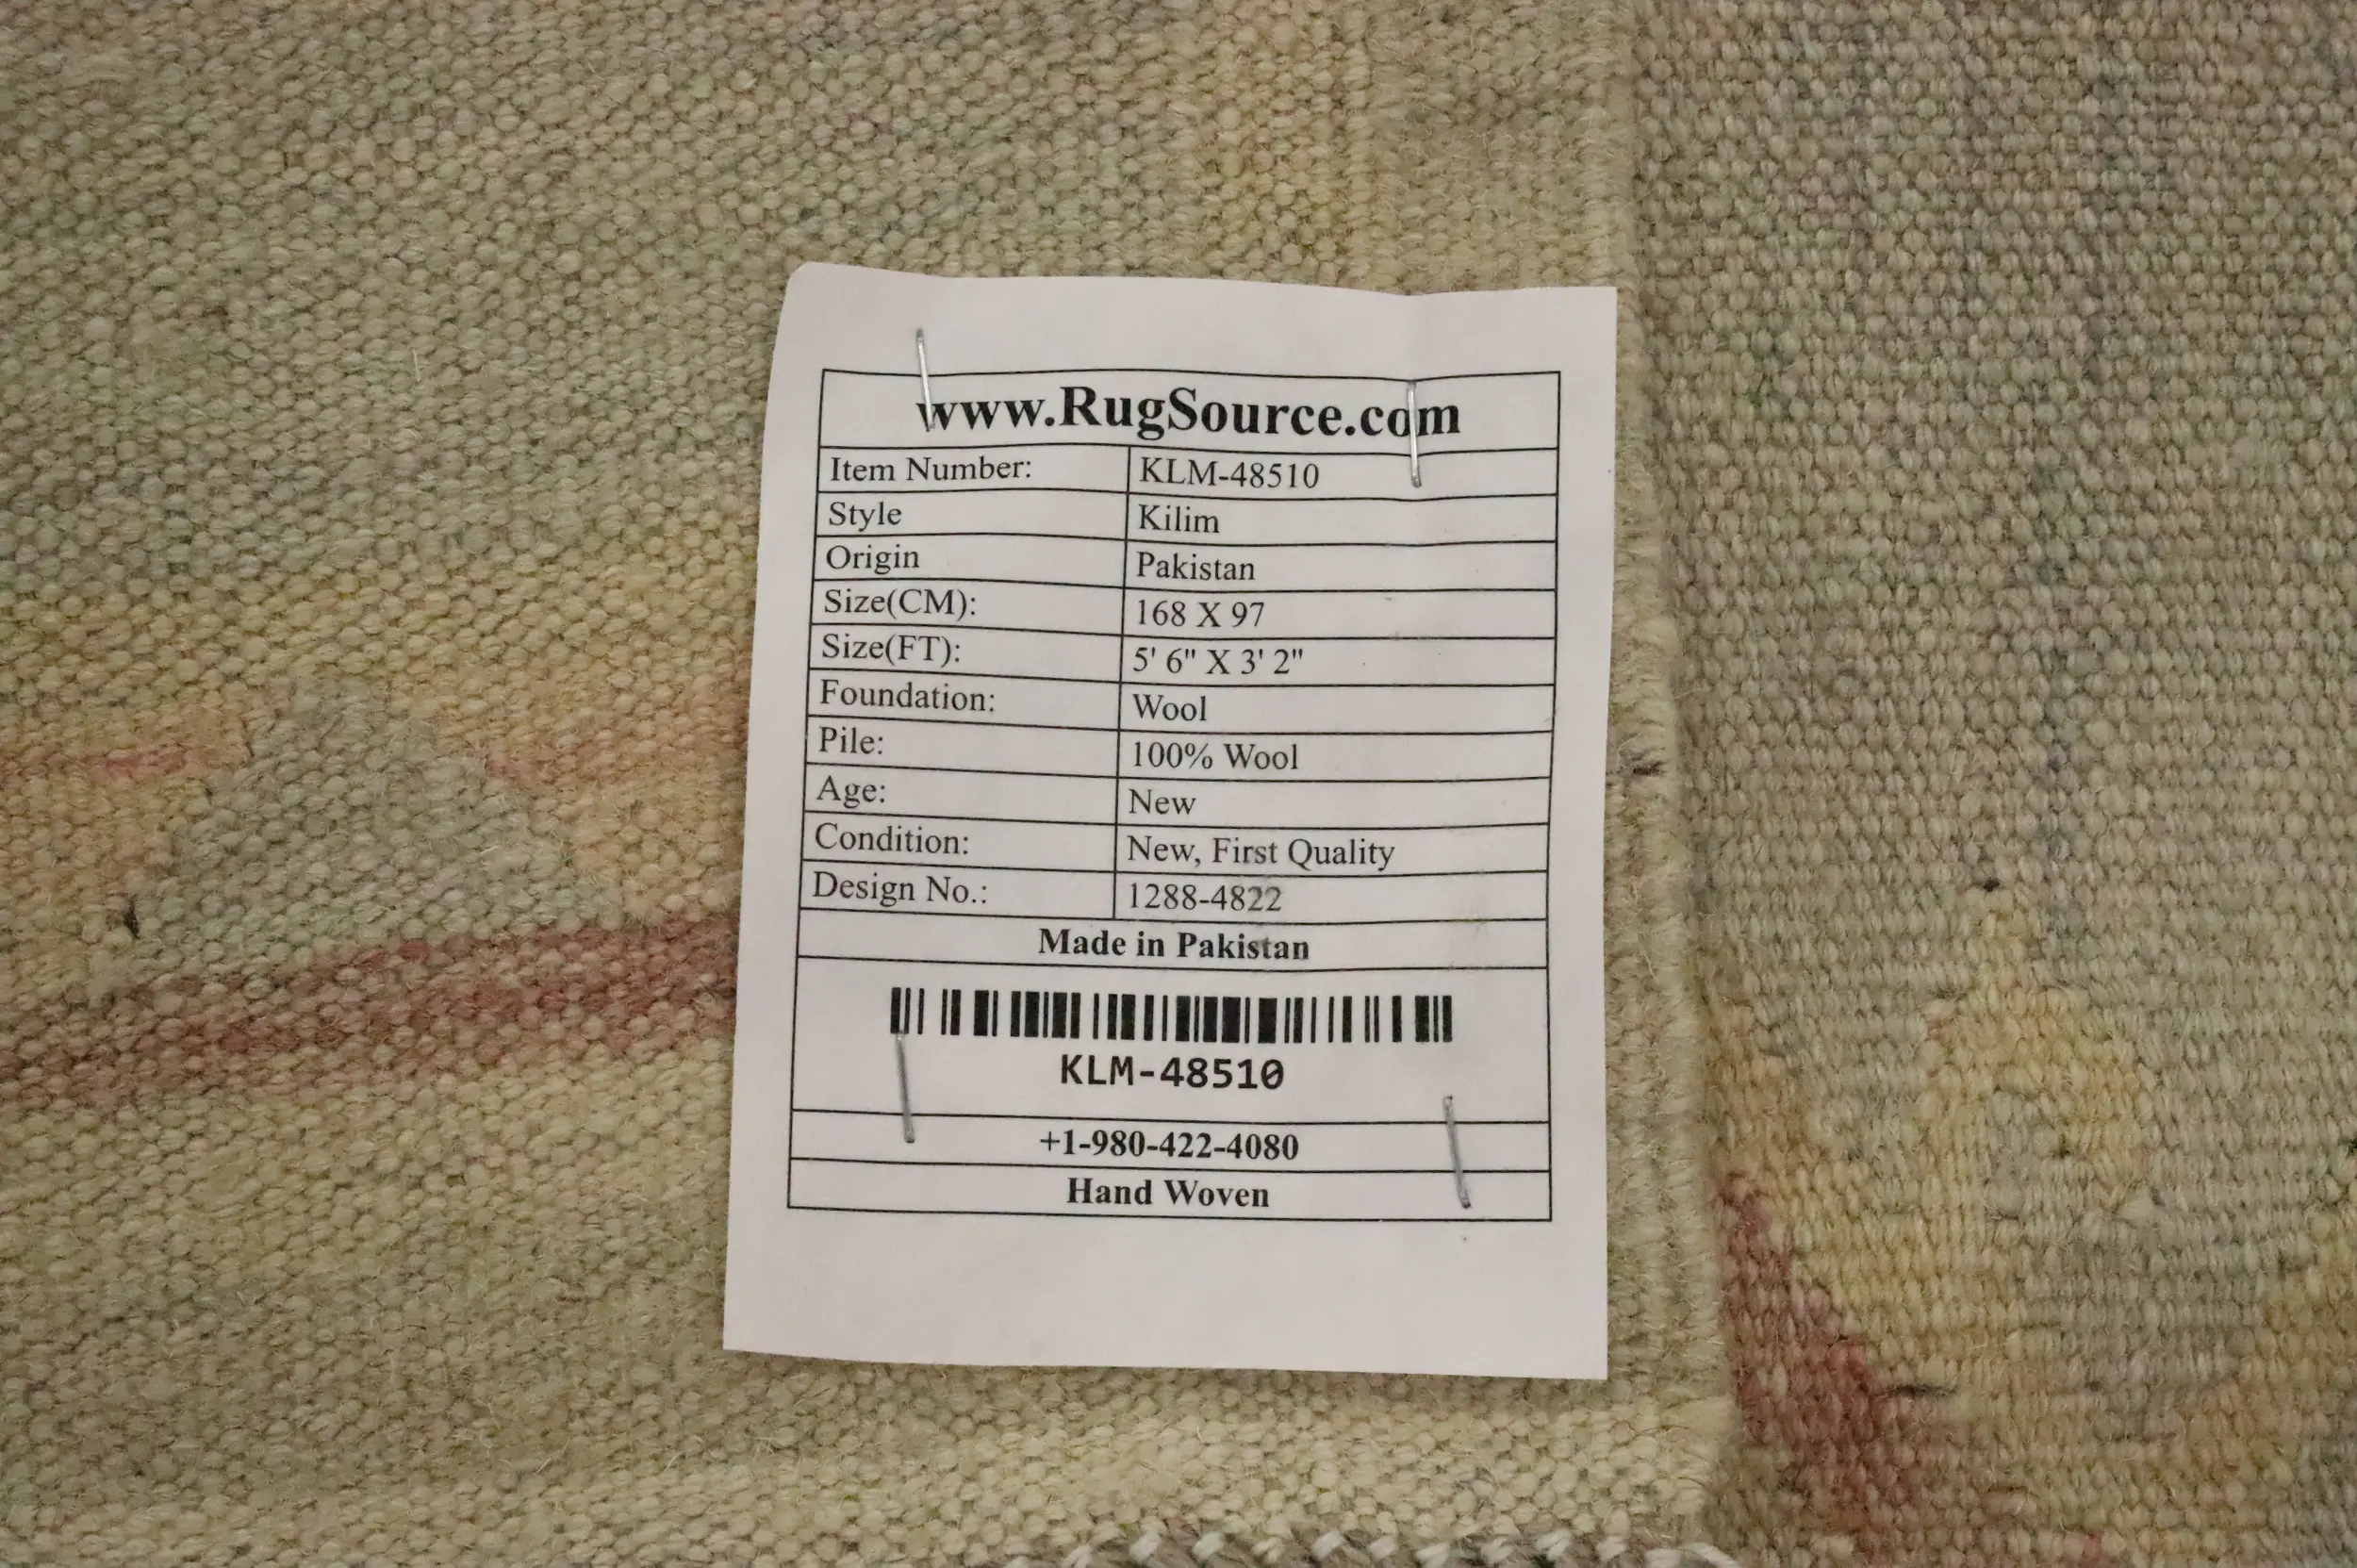 www.RugSource.com
Item Number: KLM-48510
Style Kilim
Origin Pakistan
Size(CM): 168 X 97
Size(FT): 5' 6" X 3' 2"
Foundation: Wool
Pile: 100% Wool
Age: New
Condition: New, First Quality
Design No.: 1288-4822
Made in Pakistan
KLM-48510
+1-980-422-4080
Hand Woven